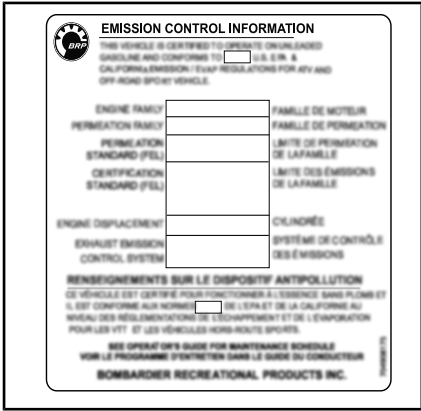 BRP
EMISSION CONTROL INFORMATION
THIS VEHICLE IS CERTIFIED TO OPERATE ON UNLEADED
GASOLINE AND CONFORMS TO U.S. EPA &
CALIFORNIA EMISSION / EVAP REGULATIONS FOR ATV AND
OFF-ROAD SPORT VEHICLE.
ENGINE FAMILY FAMILLE DE MOTEUR
PERMEATION FAMILY FAMILLE DE PERMEATION
PERMEATION LIMITE DE PERMEATION
STANDARD (FEL) DE LA FAMILLE
CERTIFICATION LIMITE DES ÉMISSIONS
STANDARD (FEL) DE LA FAMILLE
ENGINE DISPLACEMENT CYLINDRÉE
EXHAUST EMISSION SYSTÈME DE CONTRÔLE
CONTROL SYSTEM DES ÉMISSIONS
RENSEIGNEMENTS SUR LE DISPOSITIF ANTIPOLLUTION
CE VÉHICULE EST CERTIFIÉ POUR FONCTIONNER À L'ESSENCE SANS PLOMB ET
IL EST CONFORME AUX NORMES DE L'EPA ET DE LA CALIFORNIE AU
NIVEAU DES RÉGLEMENTATIONS DE L'ÉCHAPPEMENT ET DE L'ÉVAPORATION
POUR LES VTT ET LES VÉHICULES HORS-ROUTE SPORTS.
SEE OPERATOR'S GUIDE FOR MAINTENANCE SCHEDULE
VOIR LE PROGRAMME D'ENTRETIEN DANS LE GUIDE DU CONDUCTEUR
BOMBARDIER RECREATIONAL PRODUCTS INC.